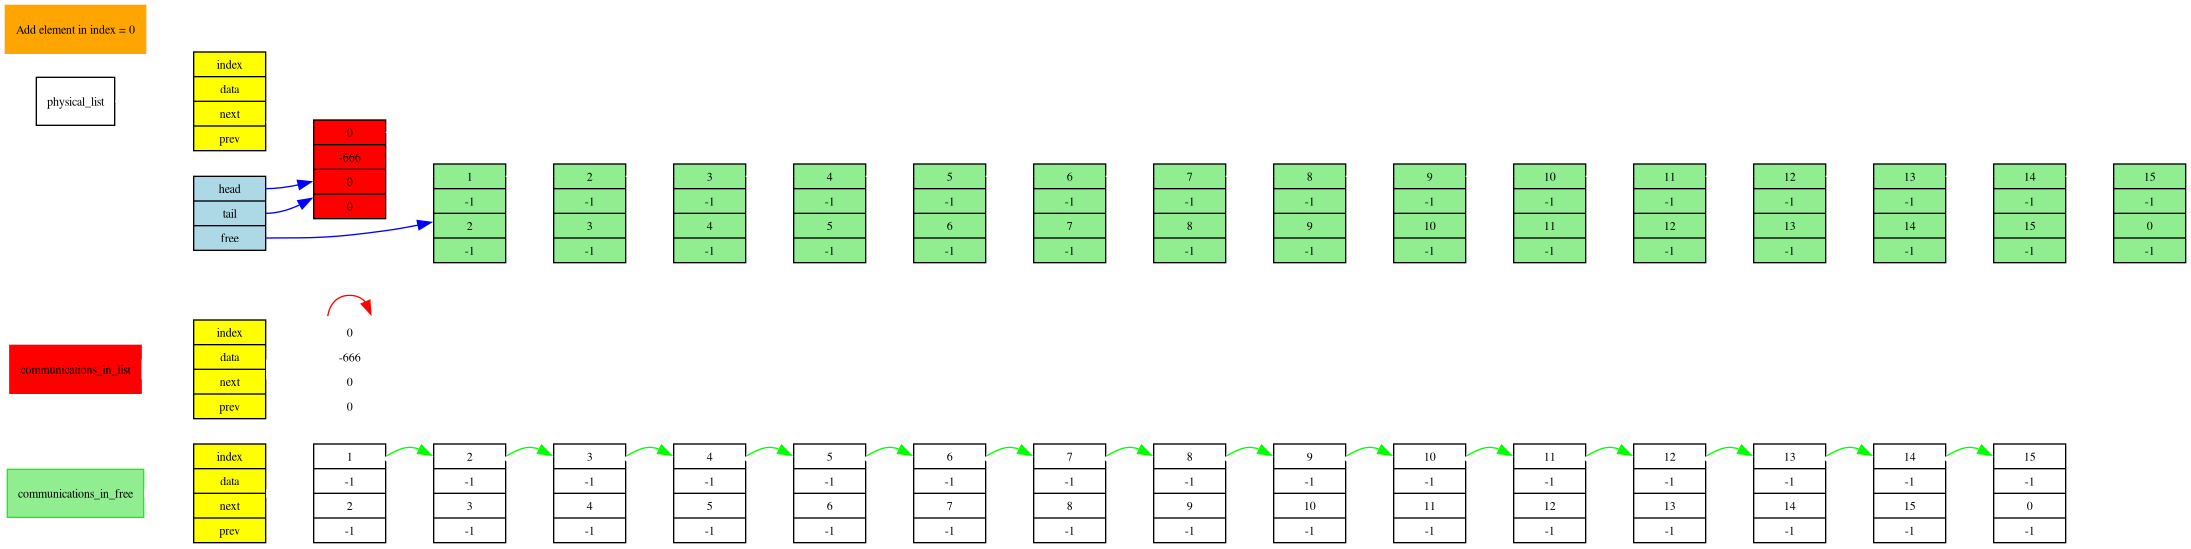 Add element in index = 0
physical_list
index
data
next
prev
head
tail
free
0
-666
0
0
1 2 3 4 5 6 7 8 9 10 11 12 13 14 15
-1 -1 -1 -1 -1 -1 -1 -1 -1 -1 -1 -1 -1 -1 -1
2 3 4 5 6 7 8 9 10 11 12 13 14 15 0
-1 -1 -1 -1 -1 -1 -1 -1 -1 -1 -1 -1 -1 -1 -1
communications_in_list
index 0
data -666
next 0
prev 0
communications_in_free
index 1 2 3 4 5 6 7 8 9 10 11 12 13 14 15
data -1 -1 -1 -1 -1 -1 -1 -1 -1 -1 -1 -1 -1 -1 -1
next 2 3 4 5 6 7 8 9 10 11 12 13 14 15 0
prev -1 -1 -1 -1 -1 -1 -1 -1 -1 -1 -1 -1 -1 -1 -1